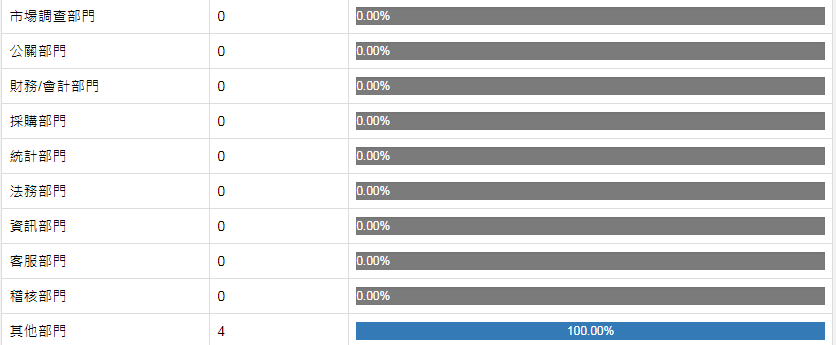 市場調查部門 0 0.00%
公關部門 0 0.00%
財務/會計部門 0 0.00%
採購部門 0 0.00%
統計部門 0 0.00%
法務部門 0 0.00%
資訊部門 0 0.00%
客服部門 0 0.00%
稽核部門 0 0.00%
其他部門 4 100.00%